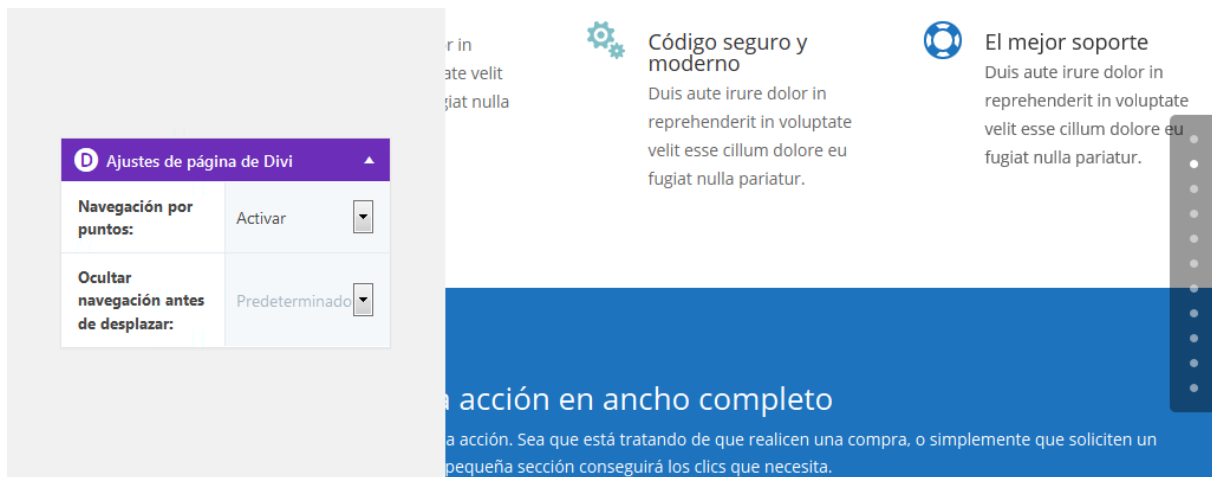 Ajustes de página de Divi
Navegación por
puntos:
Activar
Ocultar
navegación antes
de desplazar:
Predeterminado
r in
ate velit
giat nulla
Código seguro y
moderno
Duis aute irure dolor in
reprehenderit in voluptate
velit esse cillum dolore eu
fugiat nulla pariatur.
El mejor soporte
Duis aute irure dolor in
reprehenderit in voluptate
velit esse cillum dolore eu
fugiat nulla pariatur.
acción en ancho completo
a acción. Sea que está tratando de que realicen una compra, o simplemente que soliciten un
pequeña sección conseguirá los clics que necesita.